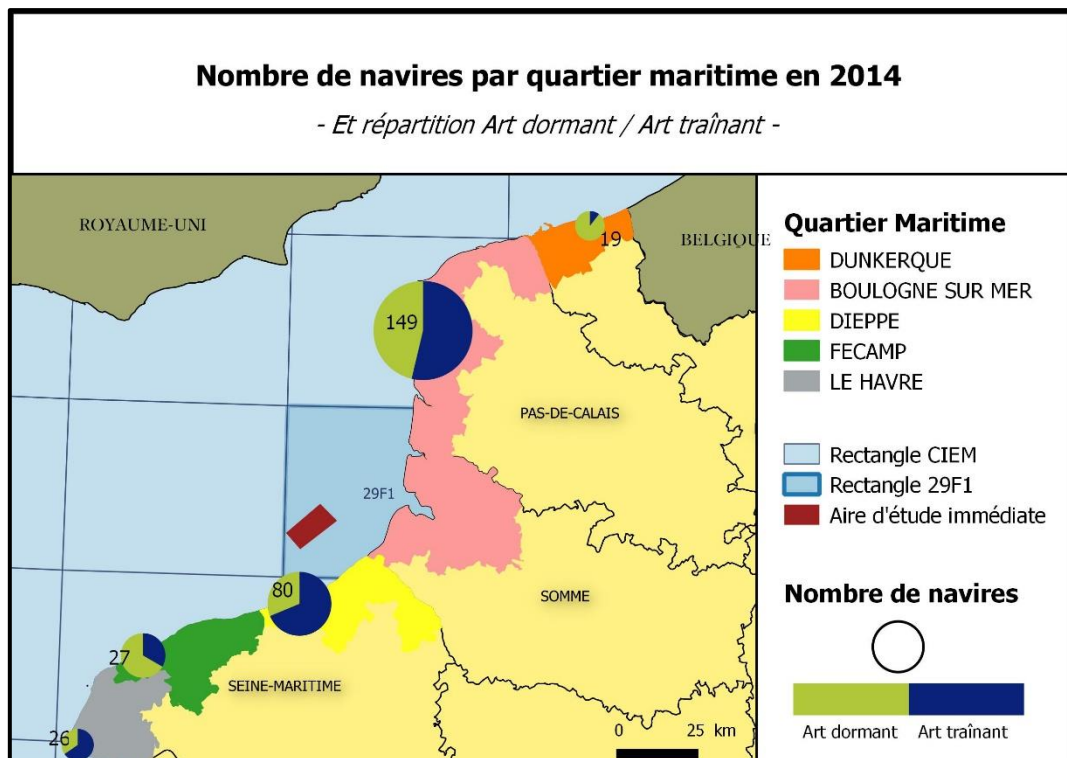 Nombre de navires par quartier maritime en 2014
- Et répartition Art dormant / Art traînant -
ROYAUME-UNI
BELGIQUE
19
149
PAS-DE-CALAIS
29F1
SOMME
80
27
SEINE-MARITIME
26
0 25 km
Quartier Maritime
DUNKERQUE
BOULOGNE SUR MER
DIEPPE
FECAMP
LE HAVRE
Rectangle CIEM
Rectangle 29F1
Aire d'étude immédiate
Nombre de navires
Art dormant Art traînant